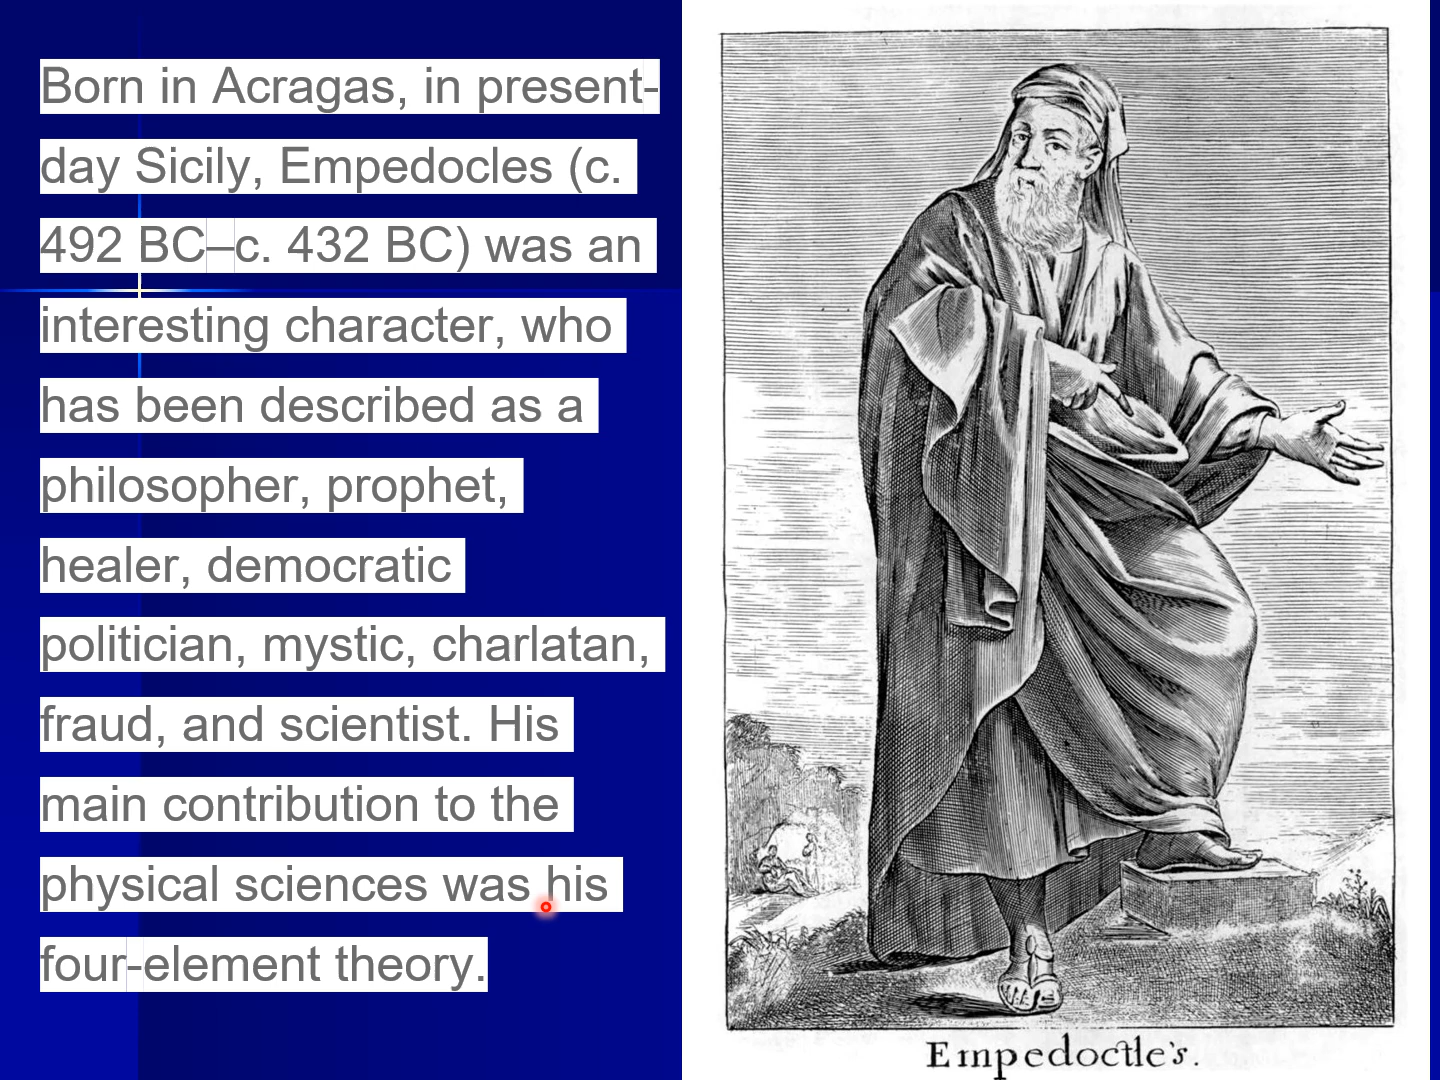 Born in Acragas, in present-
day Sicily, Empedocles (c.
492 BC–c. 432 BC) was an
interesting character, who
has been described as a
philosopher, prophet,
healer, democratic
politician, mystic, charlatan,
fraud, and scientist. His
main contribution to the
physical sciences was his
four-element theory.
Empedoctle's.